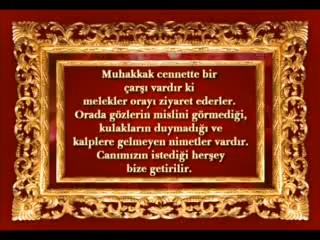 Muhakkak cennette bir
çarşı vardır ki
melekler orayı ziyaret ederler.
Orada gözlerin mislini görmediği,
kulakların duymadığı ve
kalplere gelmeyen nimetler vardır.
Canımızın istediği herşey
bize getirilir.